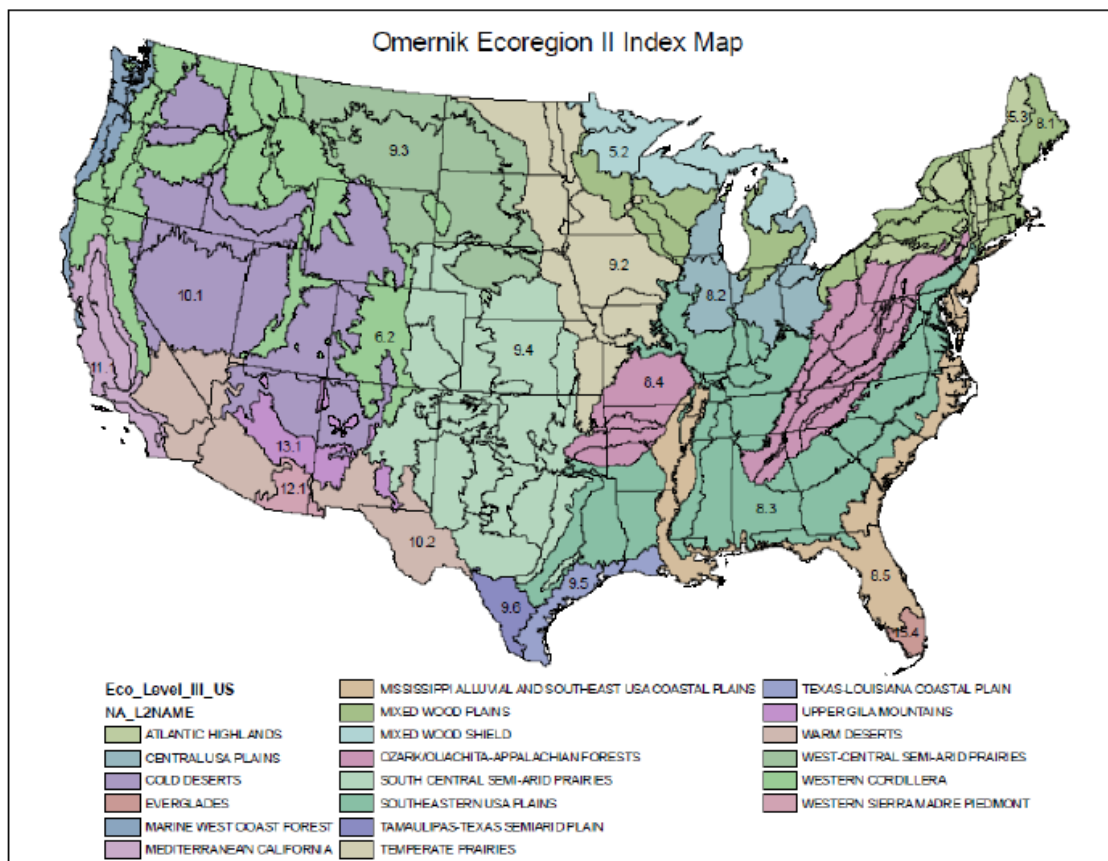 Omernik Ecoregion II Index Map
5.3
8.1
9.3
5.2
9.2
10.1
8.2
6.2
9.4
11.1
8.4
13.1
12.1
8.3
10.2
9.5
8.5
9.6
15.4
Eco_Level_III_US
NA_L2NAME
ATLANTIC HIGHLANDS
CENTRAL USA PLAINS
COLD DESERTS
EVERGLADES
MARINE WEST COAST FOREST
MEDITERRANEAN CALIFORNIA
MISSISSIPPI ALLUVIAL AND SOUTHEAST USA COASTAL PLAINS
MIXED WOOD PLAINS
MIXED WOOD SHIELD
OZARK/OUACHITA-APPALACHIAN FORESTS
SOUTH CENTRAL SEMI-ARID PRAIRIES
SOUTHEASTERN USA PLAINS
TAMAULIPAS-TEXAS SEMIARID PLAIN
TEMPERATE PRAIRIES
TEXAS-LOUISIANA COASTAL PLAIN
UPPER GILA MOUNTAINS
WARM DESERTS
WEST-CENTRAL SEMI-ARID PRAIRIES
WESTERN CORDILLERA
WESTERN SIERRA MADRE PIEDMONT